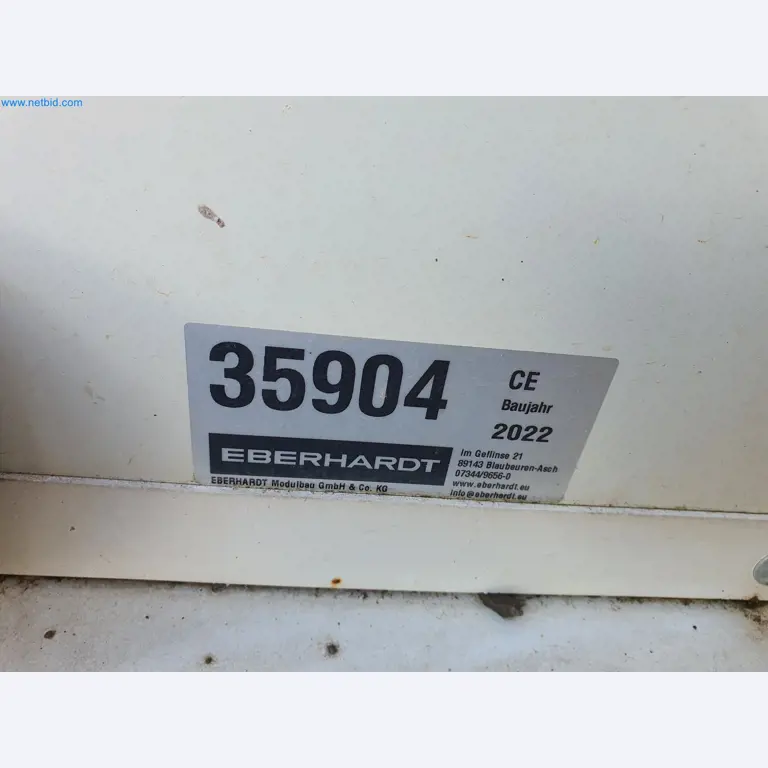 www.netbid.com
35904
CE
Baujahr
2022
EBERHARDT
EBERHARDT Modulbau GmbH & Co. KG
Im Geflinse 21
89143 Blaubeuren-Asch
07344/9656-0
www.eberhardt.eu
info@eberhardt.eu